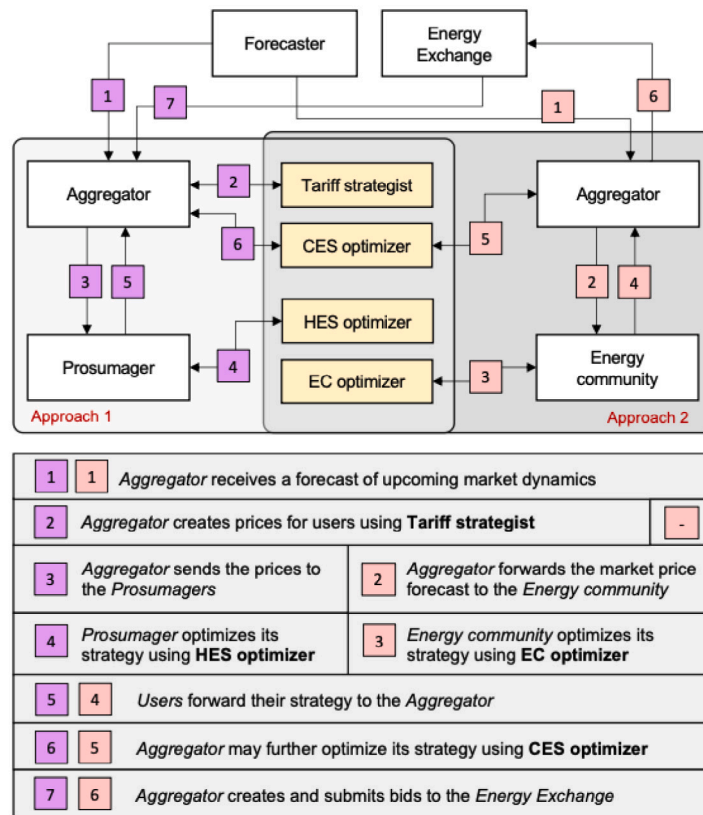 Forecaster
Energy
Exchange
1
7
1
6
Aggregator
2
Tariff strategist
Aggregator
6
CES optimizer
5
3
5
2
4
HES optimizer
Prosumager
4
EC optimizer
3
Energy
community
Approach 1
Approach 2
1 1 Aggregator receives a forecast of upcoming market dynamics
2 Aggregator creates prices for users using Tariff strategist -
3 Aggregator sends the prices to
the Prosumagers
2 Aggregator forwards the market price
forecast to the Energy community
4 Prosumager optimizes its
strategy using HES optimizer
3 Energy community optimizes its
strategy using EC optimizer
5 4 Users forward their strategy to the Aggregator
6 5 Aggregator may further optimize its strategy using CES optimizer
7 6 Aggregator creates and submits bids to the Energy Exchange